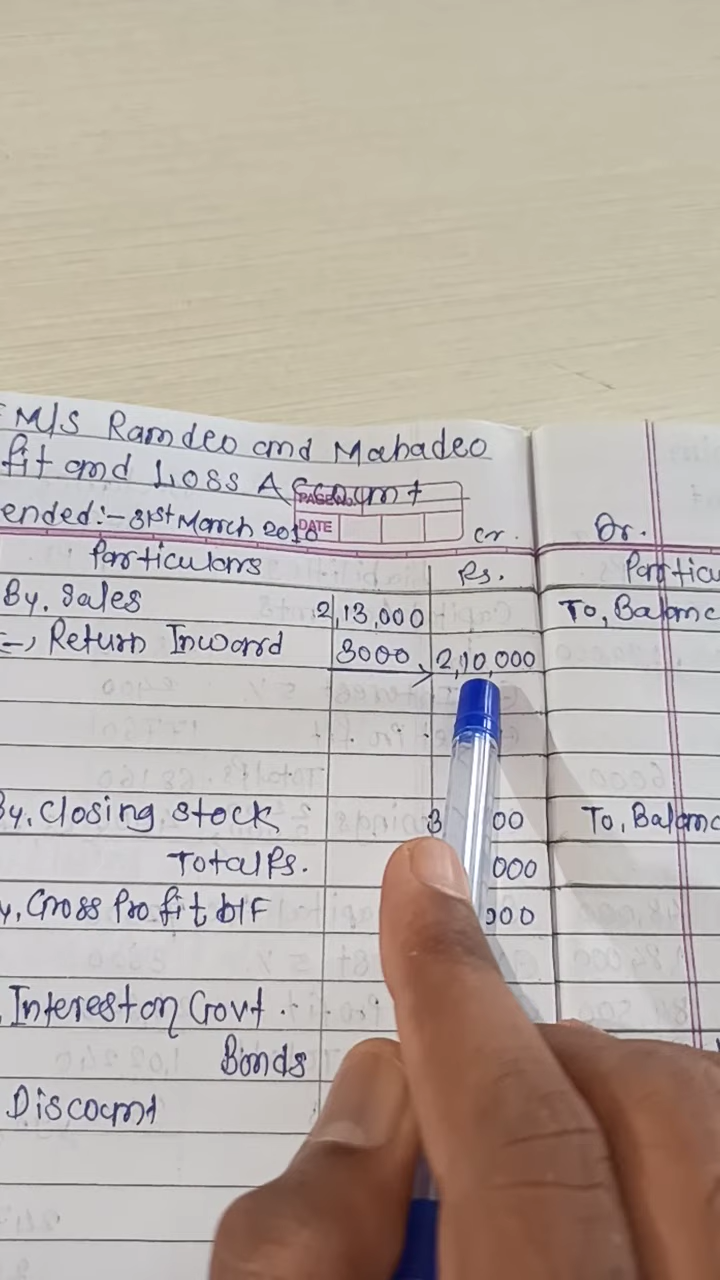 M/S Ramdeo and Mahadeo
fit and Loss Account
PAGE No.
ended:- 31st March 2018
DATE
Cr.
Dr.
Particulars Rs. Particu
By, Sales 2,13,000 To, Balanc
(-) Return Inward 3000 2,10,000
By, Closing Stock 00 To, Balanc
Total Rs. 000
y, Gross Profit b/F 000
Interest on Govt.
Bonds
Discount